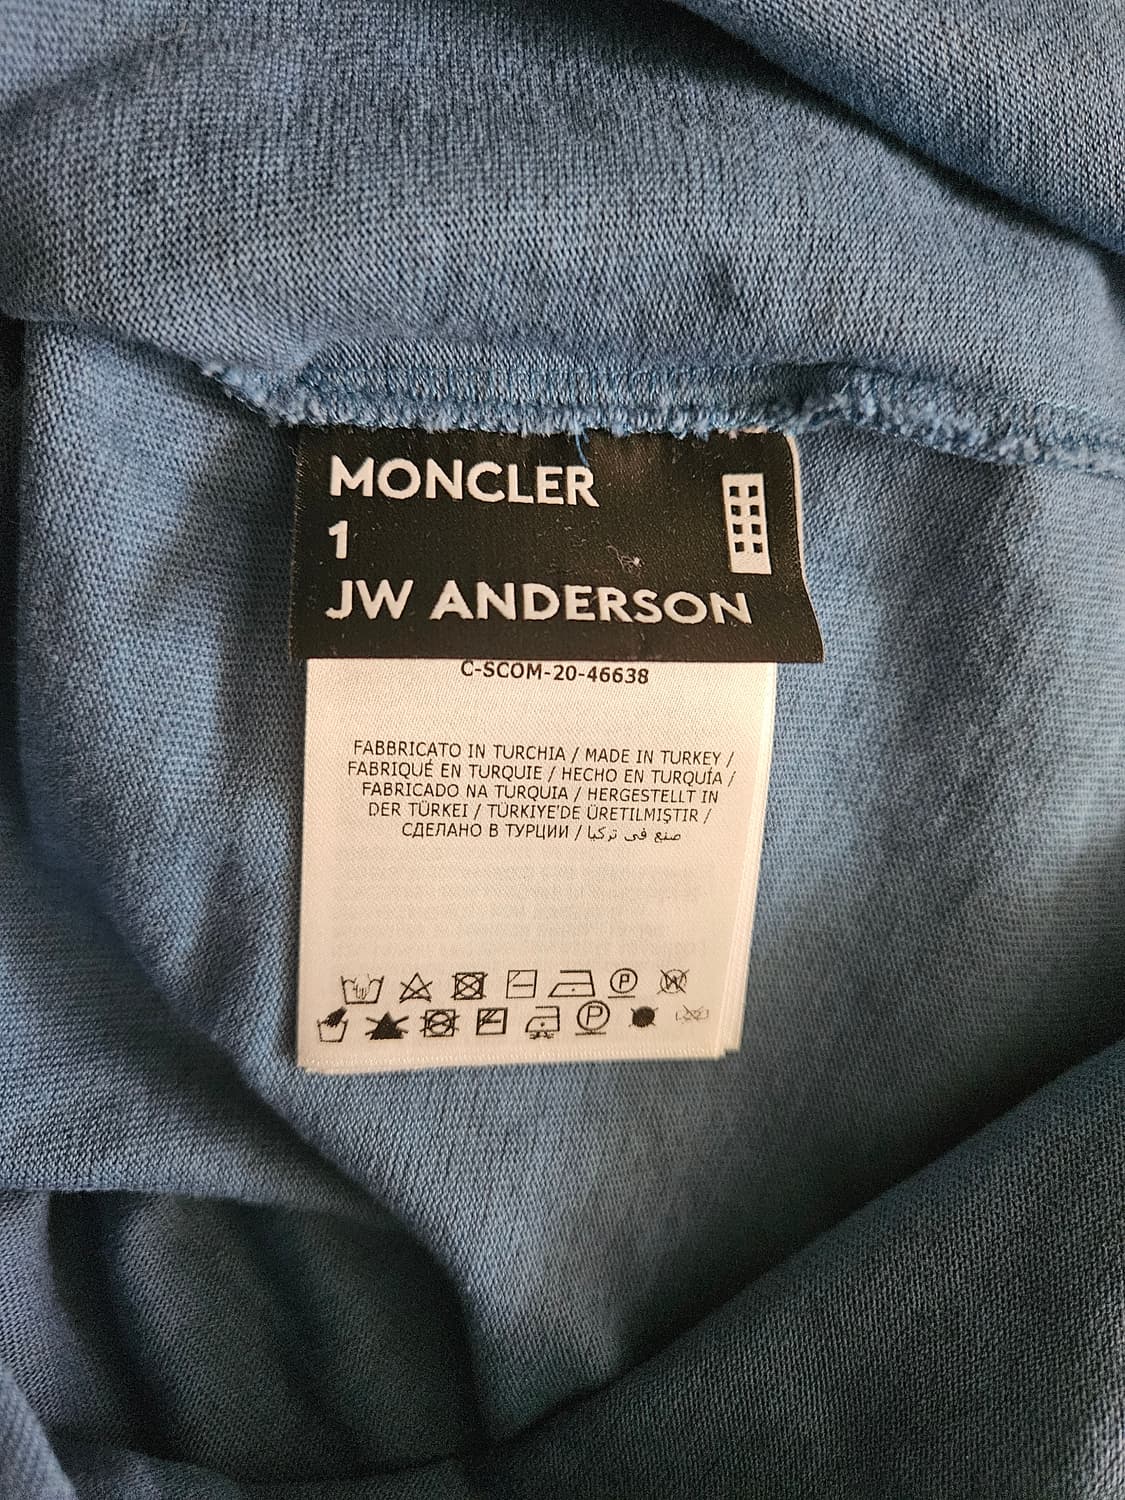 MONCLER
1
JW ANDERSON
C-SCOM-20-46638
FABBRICATO IN TURCHIA / MADE IN TURKEY /
FABRIQUÉ EN TURQUIE / HECHO EN TURQUÍA /
FABRICADO NA TURQUIA / HERGESTELLT IN
DER TÜRKEI / TÜRKIYE'DE ÜRETILMIŞTIR /
СДЕЛАНО В ТУРЦИИ / صنع في تركيا
P W
P